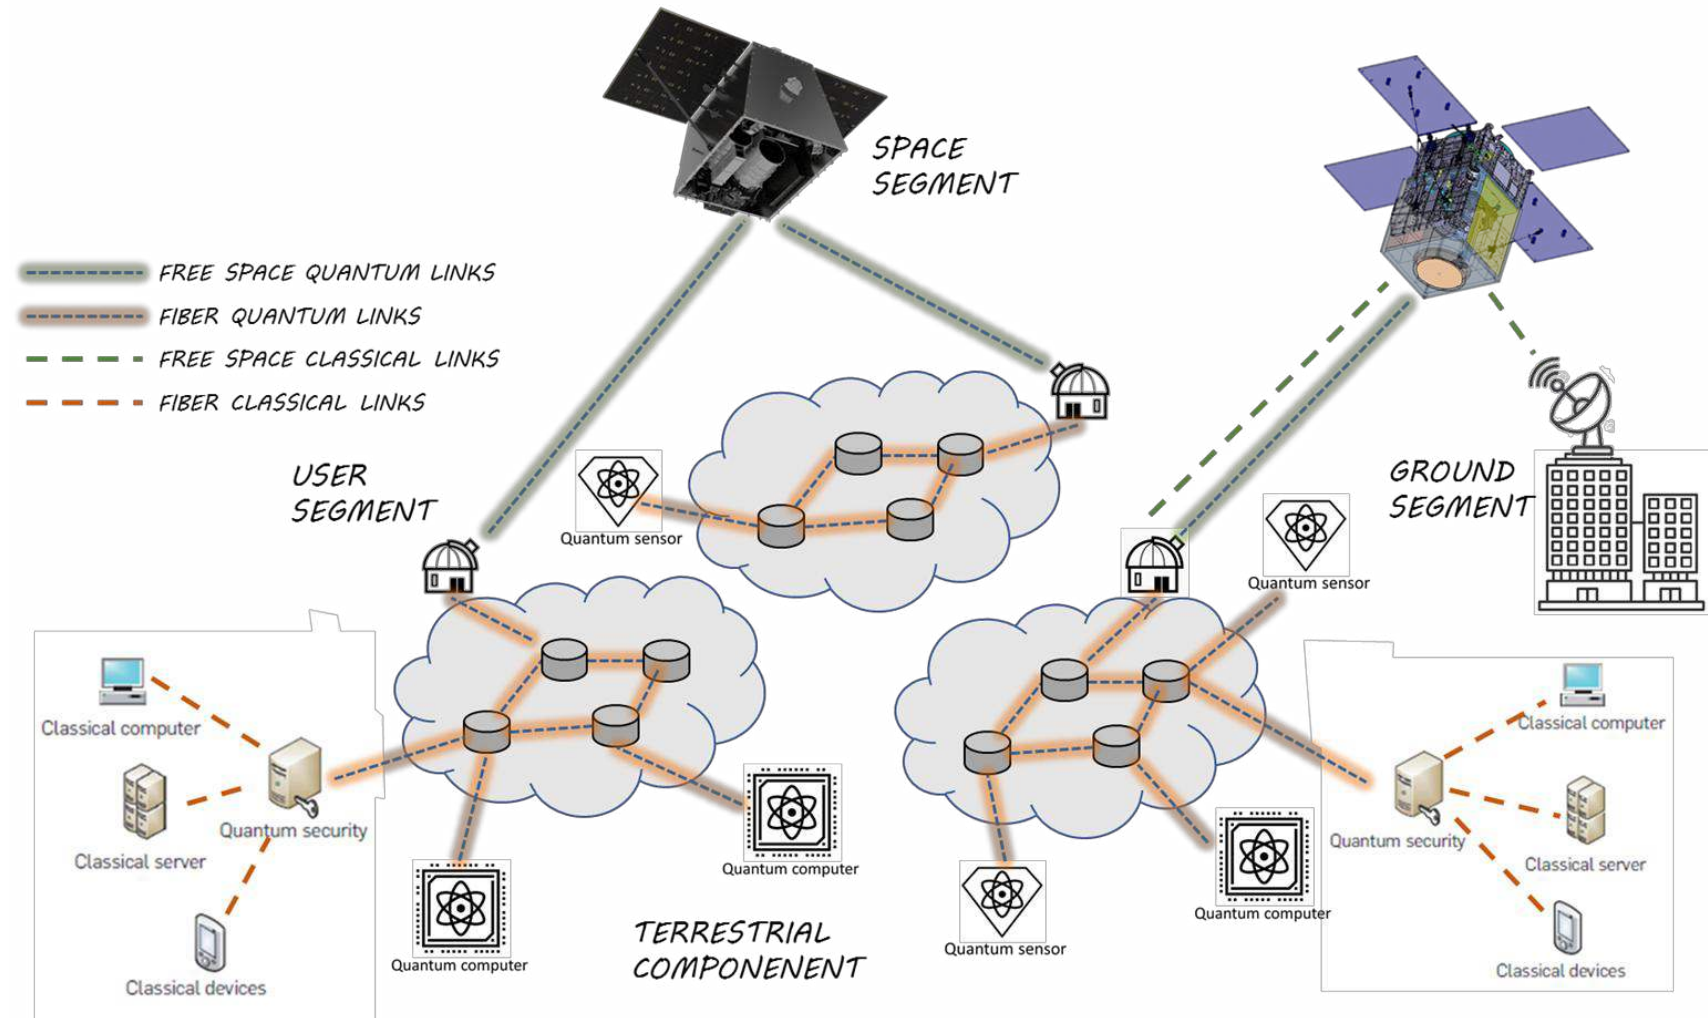 SPACE
SEGMENT
FREE SPACE QUANTUM LINKS
FIBER QUANTUM LINKS
FREE SPACE CLASSICAL LINKS
FIBER CLASSICAL LINKS
USER
SEGMENT
GROUND
SEGMENT
Quantum sensor
Quantum sensor
Classical computer
Quantum security
Classical server
Classical devices
Quantum computer
Quantum computer
TERRESTRIAL
COMPONENENT
Quantum sensor
Quantum computer
Classical computer
Quantum security
Classical server
Classical devices